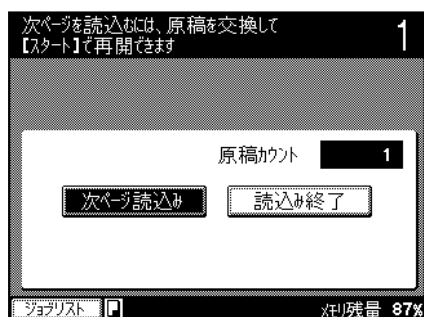 次ページを読込むには、原稿を交換して
【スタート】で再開できます
1
原稿カウント 1
次ページ読込み 読込み終了
ジョブリスト P メモリ残量 87%